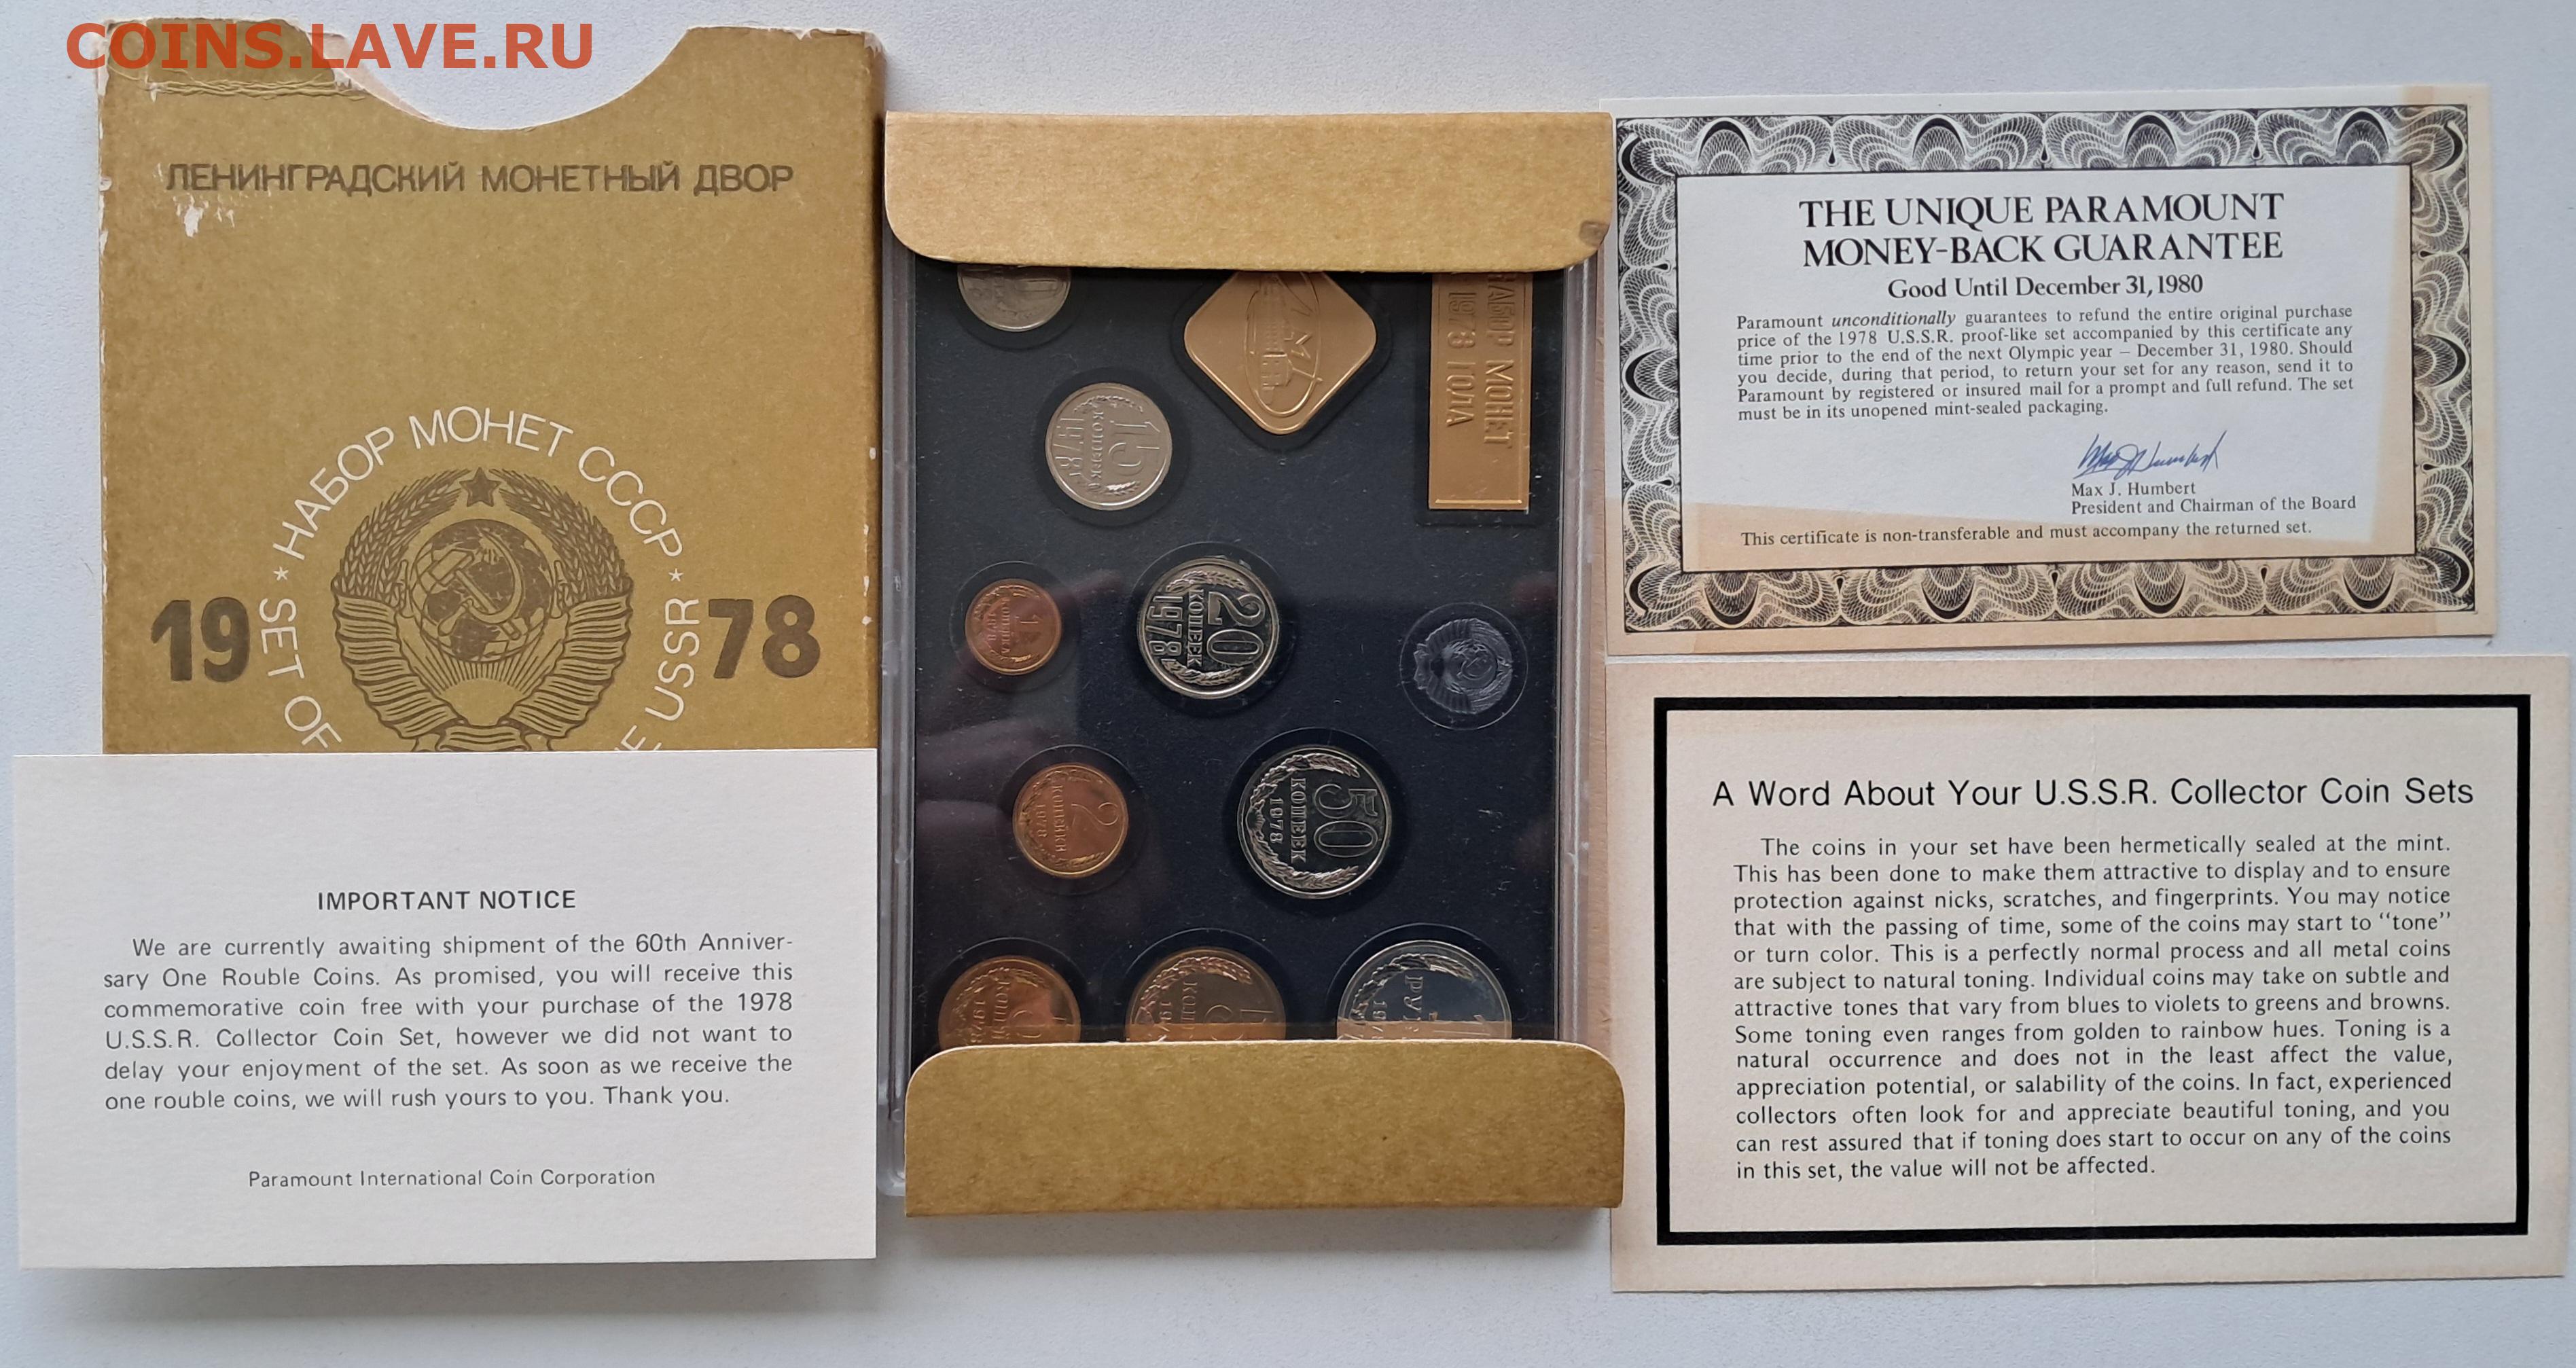 COINS.LAVE.RU
ЛЕНИНГРАДСКИЙ МОНЕТНЫЙ ДВОР
* НАБОР МОНЕТ СССР *
19 78
SET OF
USSR
IMPORTANT NOTICE
We are currently awaiting shipment of the 60th Anniver-
sary One Rouble Coins. As promised, you will receive this
commemorative coin free with your purchase of the 1978
U.S.S.R. Collector Coin Set, however we did not want to
delay your enjoyment of the set. As soon as we receive the
one rouble coins, we will rush yours to you. Thank you.
Paramount International Coin Corporation
НАБОР МОНЕТ
1978 ГОДА
15
КОПЕЕК
1978
1
КОПЕЙКА
1978
20
КОПЕЕК
1978
2
КОПЕЙКИ
1978
50
КОПЕЕК
1978
THE UNIQUE PARAMOUNT
MONEY-BACK GUARANTEE
Good Until December 31, 1980
Paramount unconditionally guarantees to refund the entire original purchase
price of the 1978 U.S.S.R. proof-like set accompanied by this certificate any
time prior to the end of the next Olympic year – December 31, 1980. Should
you decide, during that period, to return your set for any reason, send it to
Paramount by registered or insured mail for a prompt and full refund. The set
must be in its unopened mint-sealed packaging.
Max J. Humbert
Max J. Humbert
President and Chairman of the Board
This certificate is non-transferable and must accompany the returned set.
A Word About Your U.S.S.R. Collector Coin Sets
The coins in your set have been hermetically sealed at the mint.
This has been done to make them attractive to display and to ensure
protection against nicks, scratches, and fingerprints. You may notice
that with the passing of time, some of the coins may start to "tone"
or turn color. This is a perfectly normal process and all metal coins
are subject to natural toning. Individual coins may take on subtle and
attractive tones that vary from blues to violets to greens and browns.
Some toning even ranges from golden to rainbow hues. Toning is a
natural occurrence and does not in the least affect the value,
appreciation potential, or salability of the coins. In fact, experienced
collectors often look for and appreciate beautiful toning, and you
can rest assured that if toning does start to occur on any of the coins
in this set, the value will not be affected.